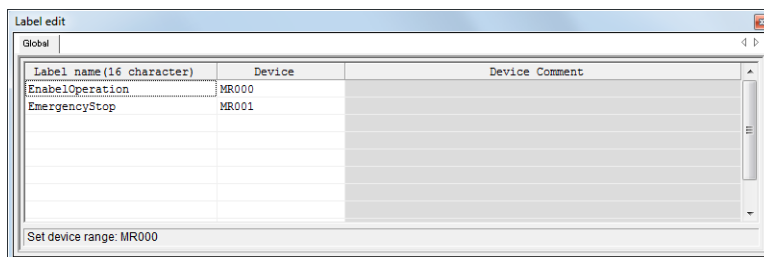 Label edit
Global
Label name(16 character) Device Device Comment
EnabelOperation MR000
EmergencyStop MR001
Set device range: MR000